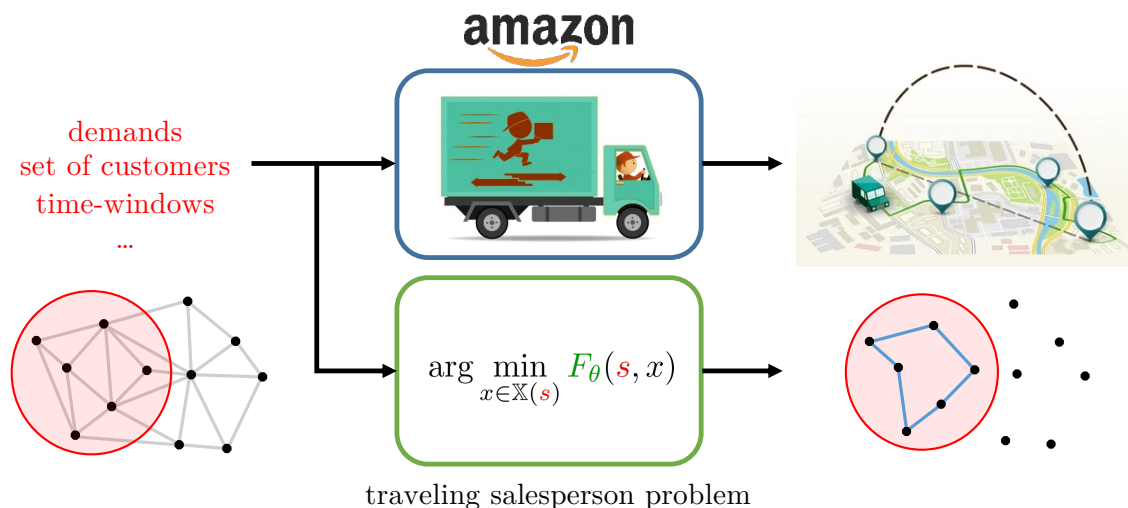 amazon
demands
set of customers
time-windows
...
arg min F_θ(s, x)
x∈𝕏(s)
traveling salesperson problem